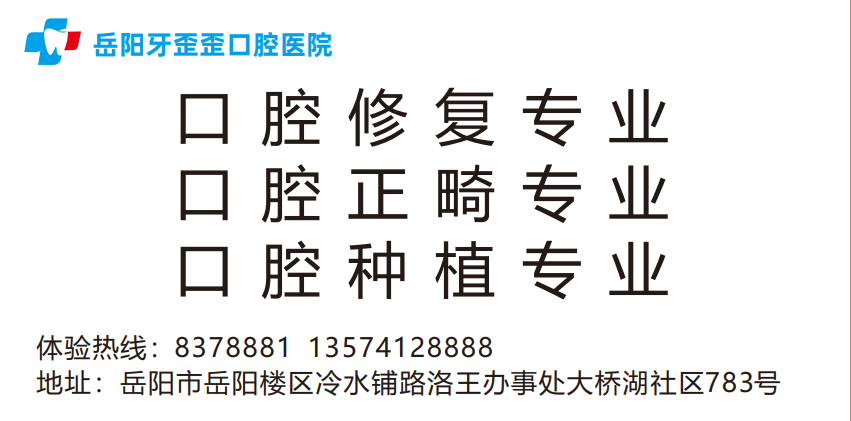 岳阳牙歪歪口腔医院
口腔修复专业
口腔正畸专业
口腔种植专业
体验热线：8378881 13574128888
地址：岳阳市岳阳楼区冷水铺路洛王办事处大桥湖社区783号